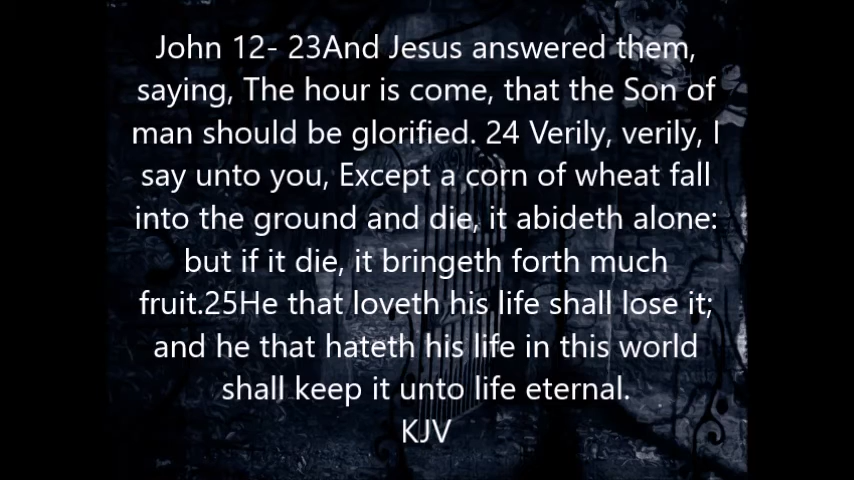 John 12- 23And Jesus answered them,
saying, The hour is come, that the Son of
man should be glorified. 24 Verily, verily, I
say unto you, Except a corn of wheat fall
into the ground and die, it abideth alone:
but if it die, it bringeth forth much
fruit.25He that loveth his life shall lose it;
and he that hateth his life in this world
shall keep it unto life eternal.
KJV